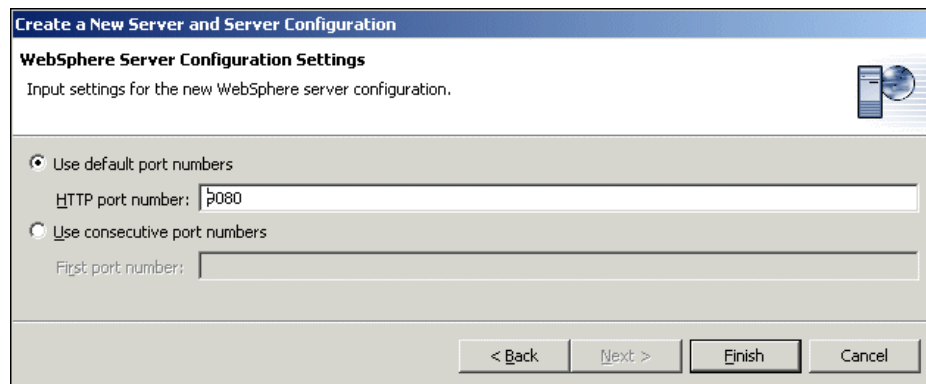 Create a New Server and Server Configuration
WebSphere Server Configuration Settings
Input settings for the new WebSphere server configuration.
Use default port numbers
HTTP port number: 9080
Use consecutive port numbers
First port number:
< Back Next > Finish Cancel